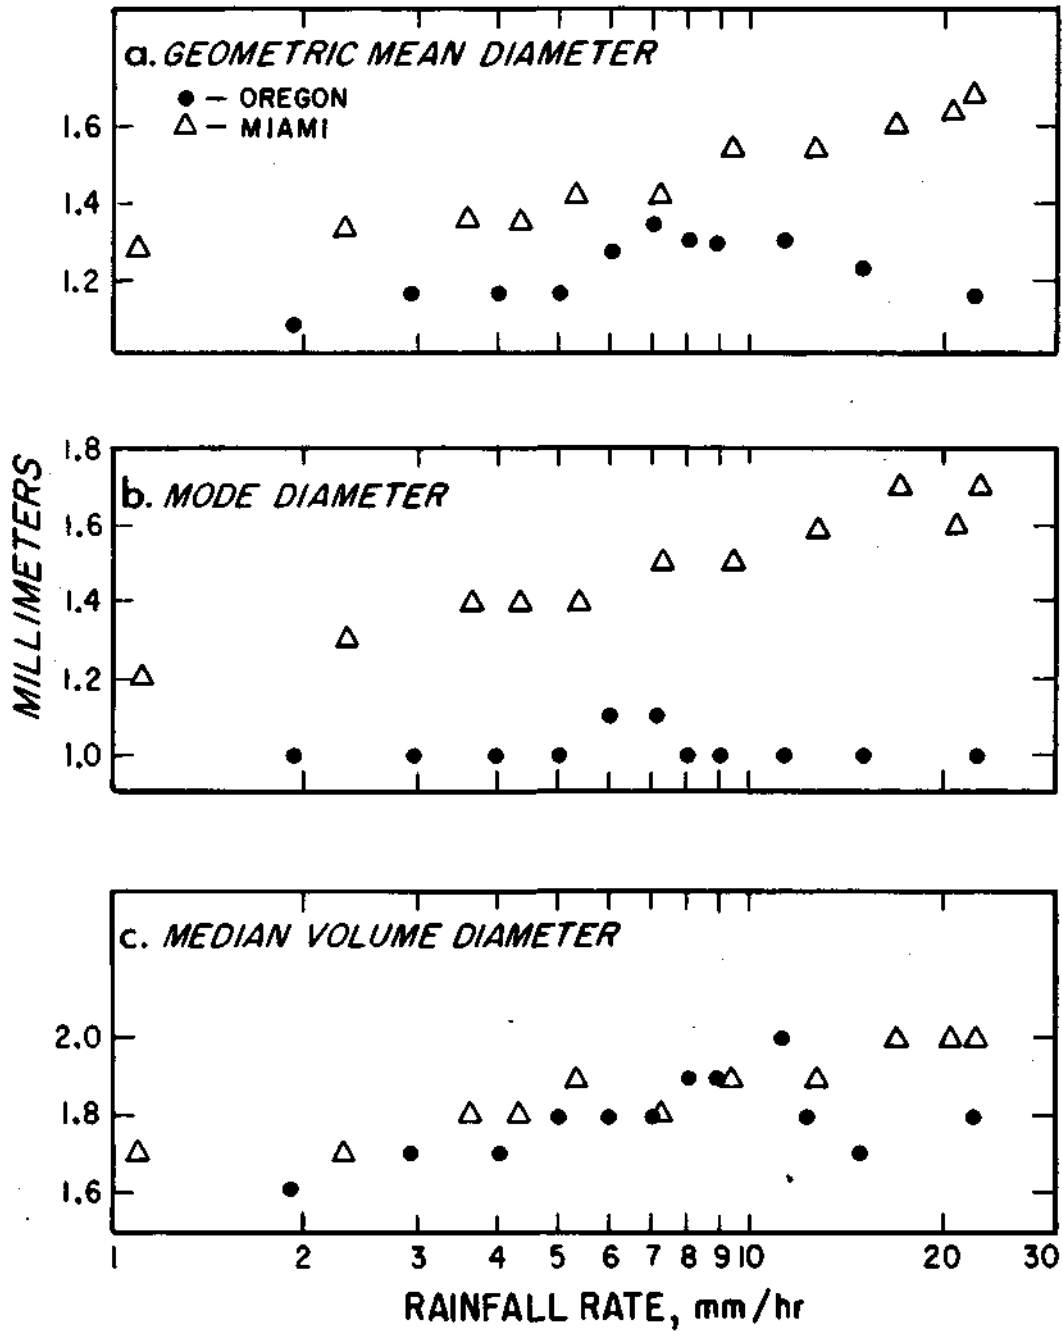 a. GEOMETRIC MEAN DIAMETER
● – OREGON
△ – MIAMI
1.6
1.4
1.2
MILLIMETERS
1.8
b. MODE DIAMETER
1.6
1.4
1.2
1.0
c. MEDIAN VOLUME DIAMETER
2.0
1.8
1.6
1 2 3 4 5 6 7 8 9 10 20 30
RAINFALL RATE, mm/hr